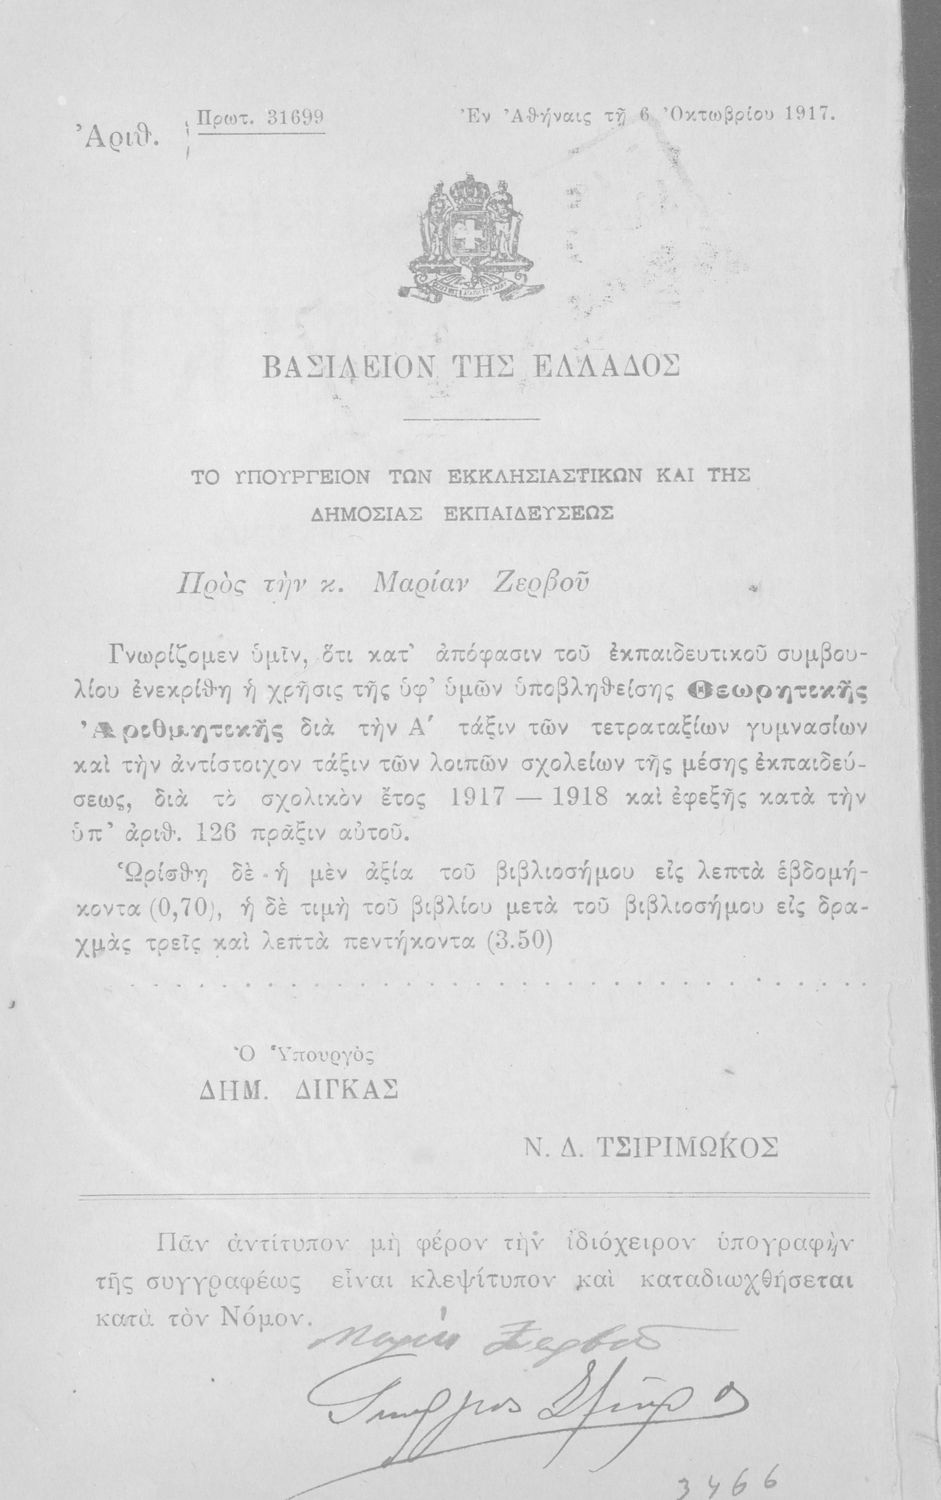 Ἀριθ. Πρωτ. 31699
Ἐν Ἀθήναις τῇ 6 Ὀκτωβρίου 1917.
ΒΑΣΙΛΕΙΟΝ ΤΗΣ ΕΛΛΑΔΟΣ
ΤΟ ΥΠΟΥΡΓΕΙΟΝ ΤΩΝ ΕΚΚΛΗΣΙΑΣΤΙΚΩΝ ΚΑΙ ΤΗΣ
ΔΗΜΟΣΙΑΣ ΕΚΠΑΙΔΕΥΣΕΩΣ
Πρὸς τὴν κ. Μαρίαν Ζερβοῦ
Γνωρίζομεν ὑμῖν, ὅτι κατ' ἀπόφασιν τοῦ ἐκπαιδευτικοῦ συμβου-
λίου ἐνεκρίθη ἡ χρῆσις τῆς ὑφ' ὑμῶν ὑποβληθείσης Θεωρητικῆς
Ἀριθμητικῆς διὰ τὴν Α΄ τάξιν τῶν τετραταξίων γυμνασίων
καὶ τὴν ἀντίστοιχον τάξιν τῶν λοιπῶν σχολείων τῆς μέσης ἐκπαιδεύ-
σεως, διὰ τὸ σχολικὸν ἔτος 1917 — 1918 καὶ ἐφεξῆς κατὰ τὴν
ὑπ' ἀριθ. 126 πρᾶξιν αὐτοῦ.
Ὡρίσθη δὲ ἡ μὲν ἀξία τοῦ βιβλιοσήμου εἰς λεπτὰ ἑβδομή-
κοντα (0,70), ἡ δὲ τιμὴ τοῦ βιβλίου μετὰ τοῦ βιβλιοσήμου εἰς δρα-
χμὰς τρεῖς καὶ λεπτὰ πεντήκοντα (3.50)
Ὁ Ὑπουργὸς
ΔΗΜ. ΔΙΓΚΑΣ
Ν. Δ. ΤΣΙΡΙΜΩΚΟΣ
Πᾶν ἀντίτυπον μὴ φέρον τὴν ἰδιόχειρον ὑπογραφὴν
τῆς συγγραφέως εἶναι κλεψίτυπον καὶ καταδιωχθήσεται
κατὰ τὸν Νόμον.
Μαρία Ζερβοῦ
3466